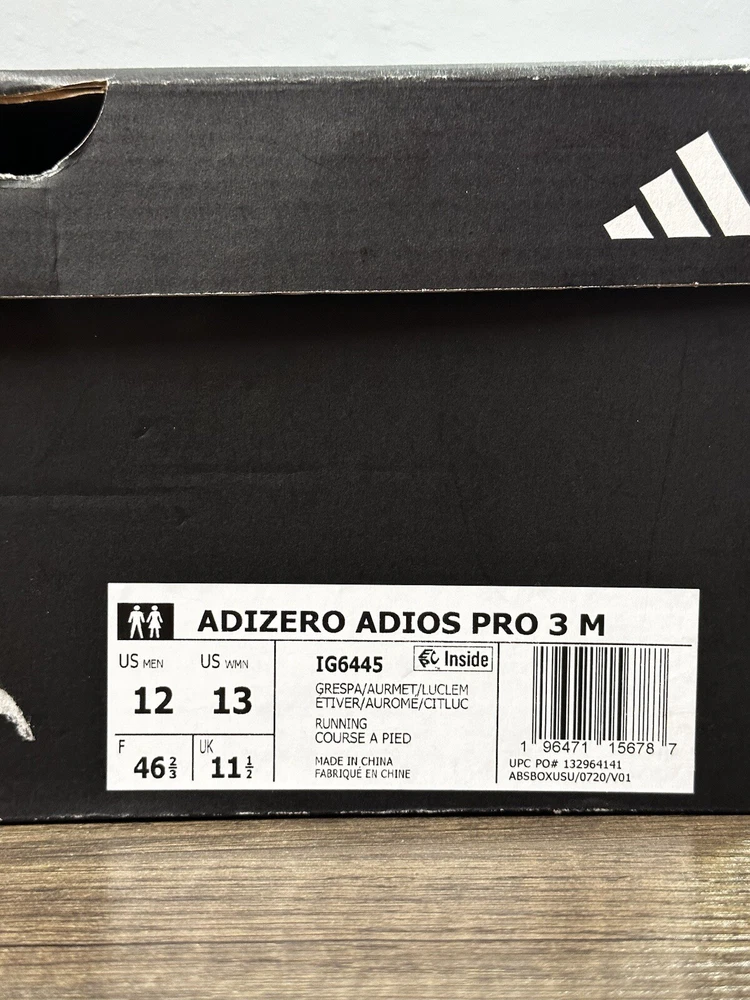 ADIZERO ADIOS PRO 3 M
US MEN US WMN
12 13
F 46 2/3 UK 11 1/2
IG6445 Inside
GRESPA/AURMET/LUCLEM
ETIVER/AUROME/CITLUC
RUNNING
COURSE A PIED
MADE IN CHINA
FABRIQUÉ EN CHINE
1 96471 15678 7
UPC PO# 132964141
ABSBOXUSU/0720/V01